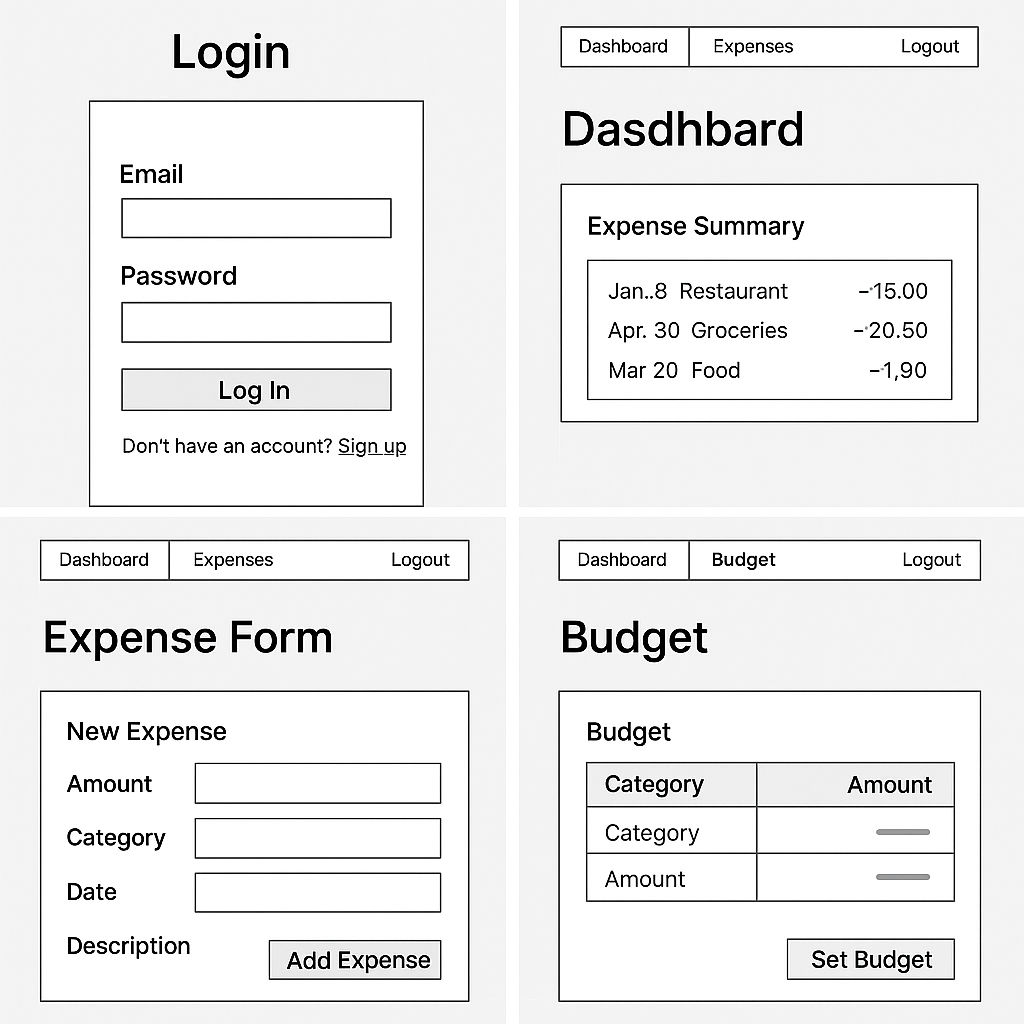 Login
Email
Password
Log In
Don't have an account? Sign up
Dashboard Expenses Logout
Dasdhbard
Expense Summary
Jan..8 Restaurant −15.00
Apr. 30 Groceries −20.50
Mar 20 Food −1,90
Dashboard Expenses Logout
Expense Form
New Expense
Amount
Category
Date
Description
Add Expense
Dashboard Budget Logout
Budget
Budget
Category Amount
Category
Amount
Set Budget